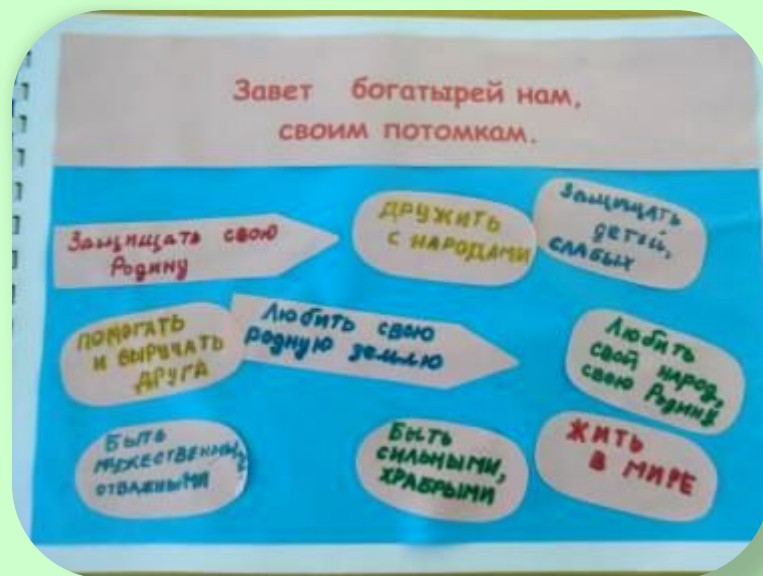 Завет богатырей нам,
своим потомкам.
Защищать свою
Родину
ДРУЖИТЬ
С НАРОДАМИ
Защищать
детей,
слабых
ПОМОГАТЬ
И ВЫРУЧАТЬ
ДРУГА
Любить свою
родную землю
Любить
свой народ,
свою Родину
Быть
мужественными,
отважными
Быть
сильными,
храбрыми
ЖИТЬ
В МИРЕ